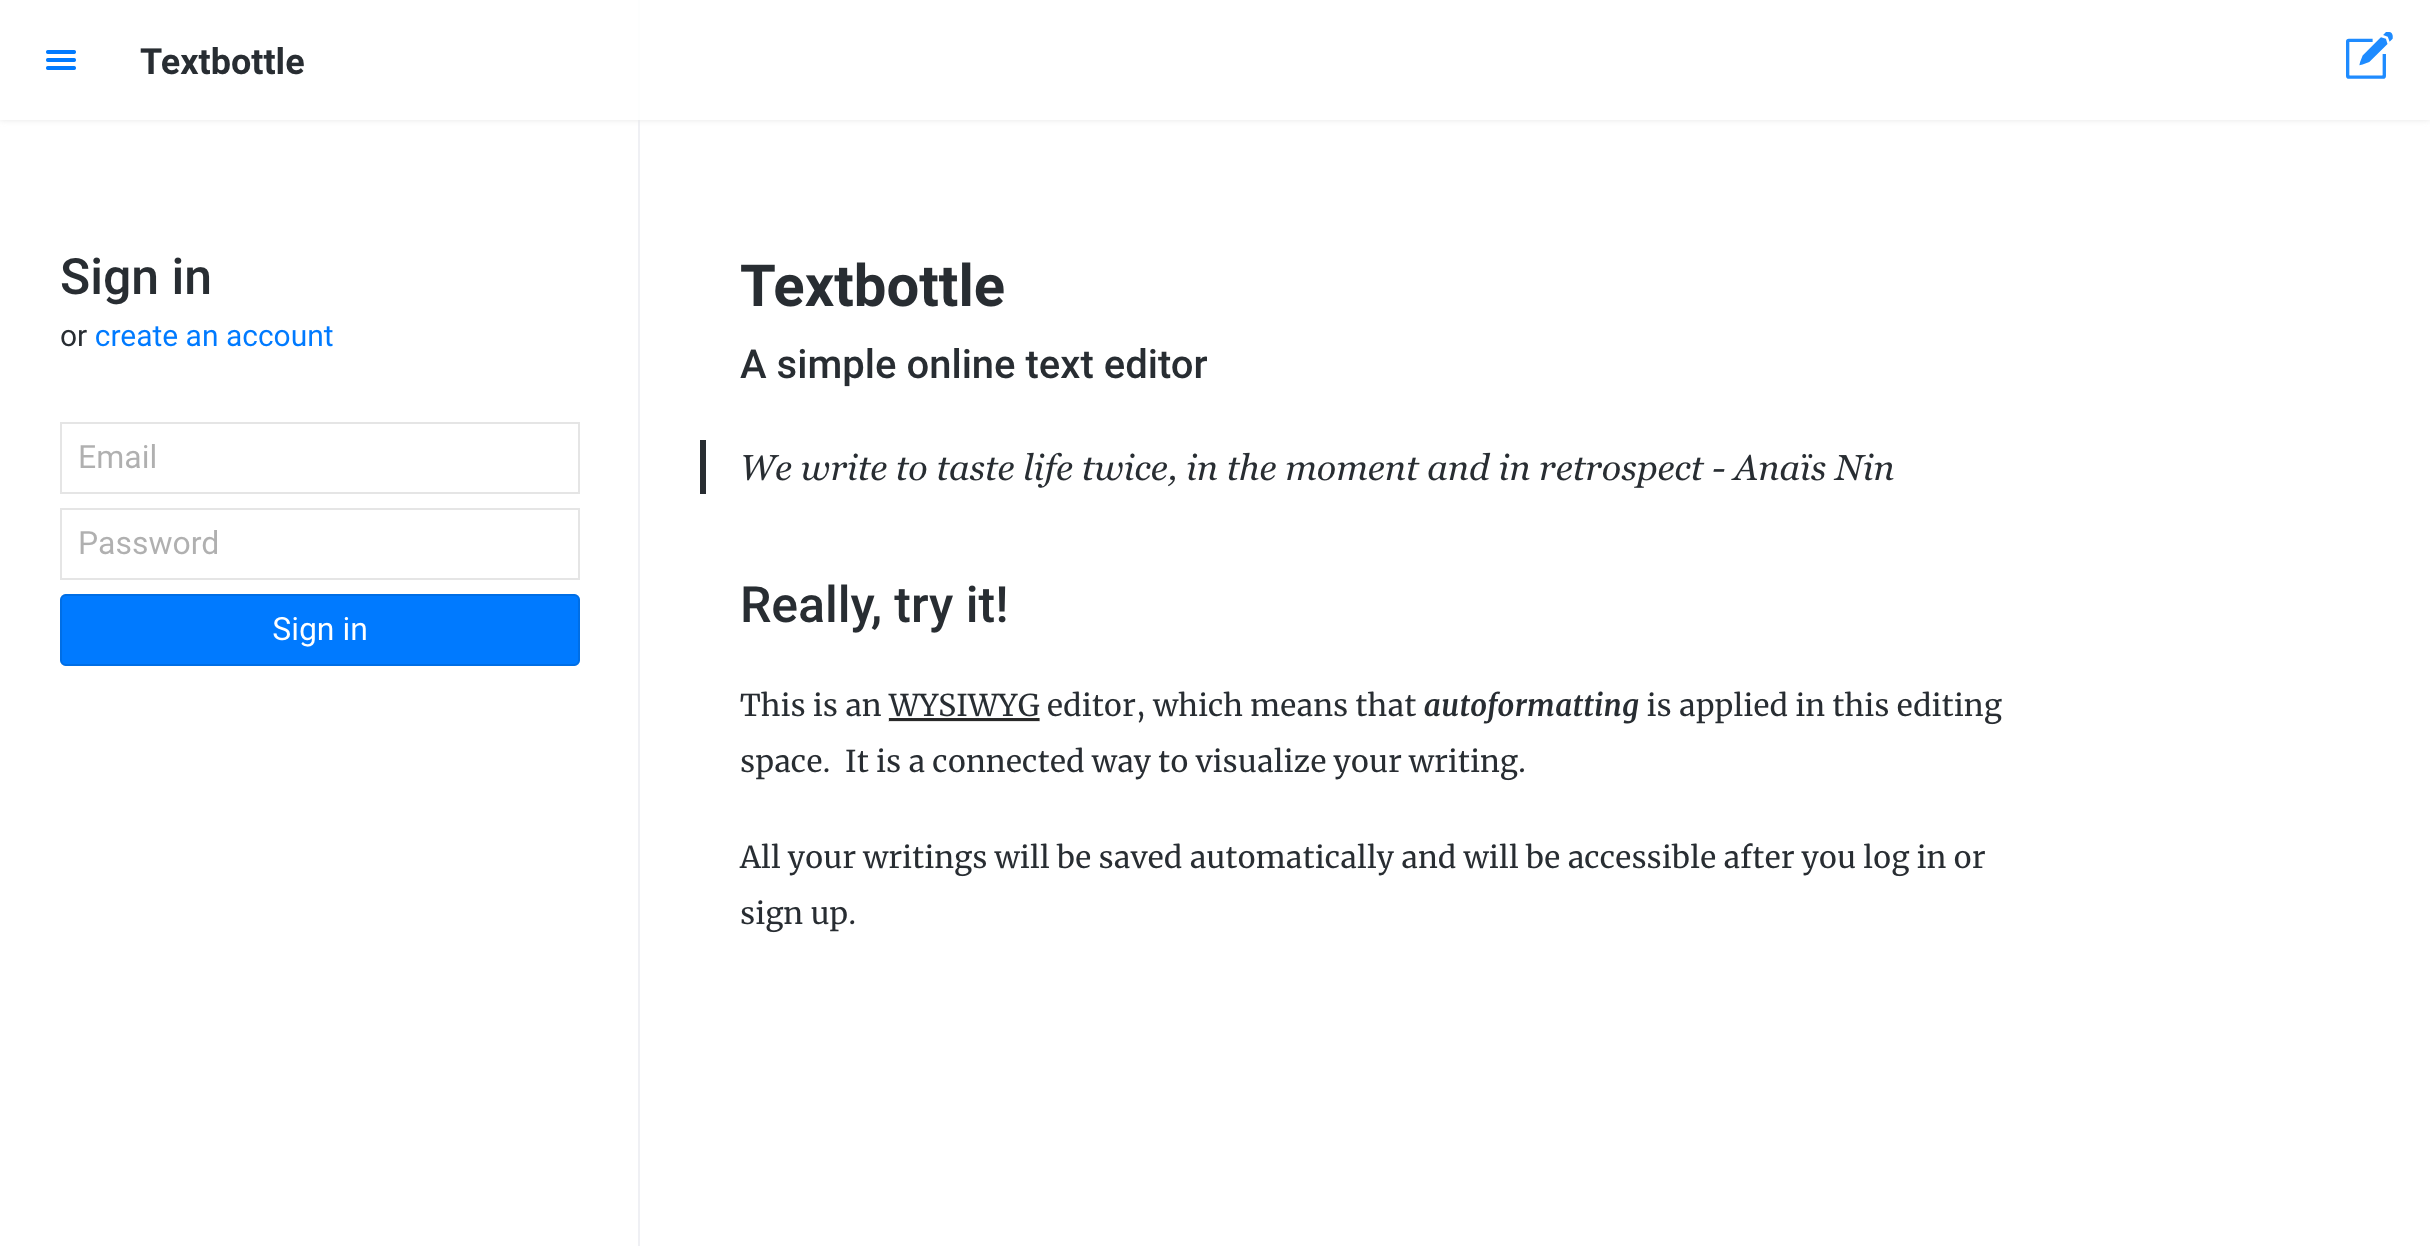 Textbottle
Sign in
or create an account
Email
Password
Sign in
Textbottle
A simple online text editor
We write to taste life twice, in the moment and in retrospect - Anaïs Nin
Really, try it!
This is an WYSIWYG editor, which means that autoformatting is applied in this editing
space.  It is a connected way to visualize your writing.
All your writings will be saved automatically and will be accessible after you log in or
sign up.